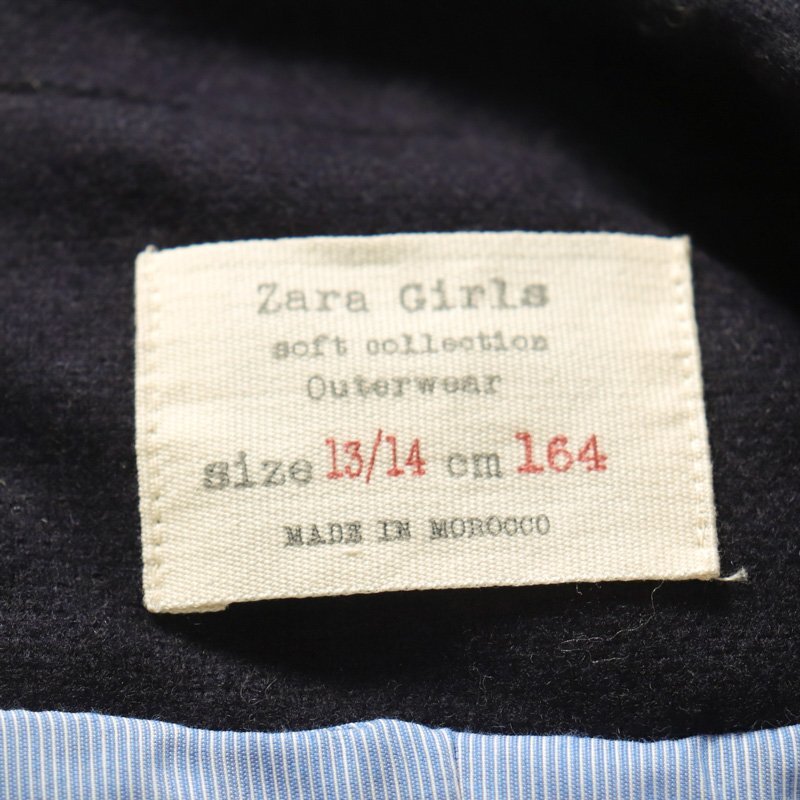 Zara Girls
soft collection
Outerwear
size 13/14 cm 164
MADE IN MOROCCO